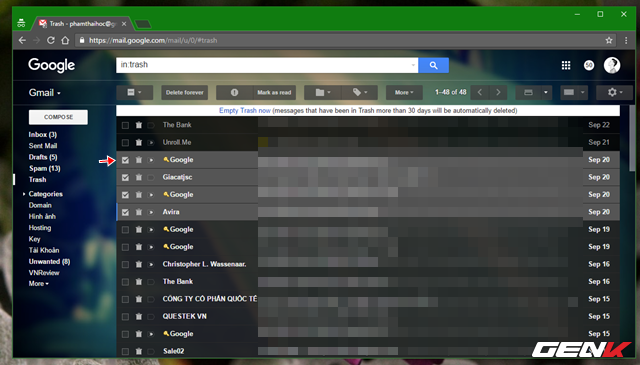 Trash - phamthaihoc@g
https://mail.google.com/mail/u/0/#trash
Google
in:trash
Gmail
Delete forever
Mark as read
More
1–48 of 48
COMPOSE
Empty Trash now (messages that have been in Trash more than 30 days will be automatically deleted)
Inbox (3)
Sent Mail
Drafts (5)
Spam (13)
Trash
Categories
Domain
Hình ảnh
Hosting
Key
Tài Khoản
Unwanted (8)
VNReview
More
The Bank Sep 22
Unroll.Me Sep 21
Google Sep 20
Giacatjsc Sep 20
Google Sep 20
Avira Sep 20
Google Sep 19
Google Sep 19
Christopher L. Wassenaar. Sep 19
The Bank Sep 16
CÔNG TY CỔ PHẦN QUỐC TẾ Sep 15
QUESTEK VN Sep 15
Google Sep 15
Sale02
GENK